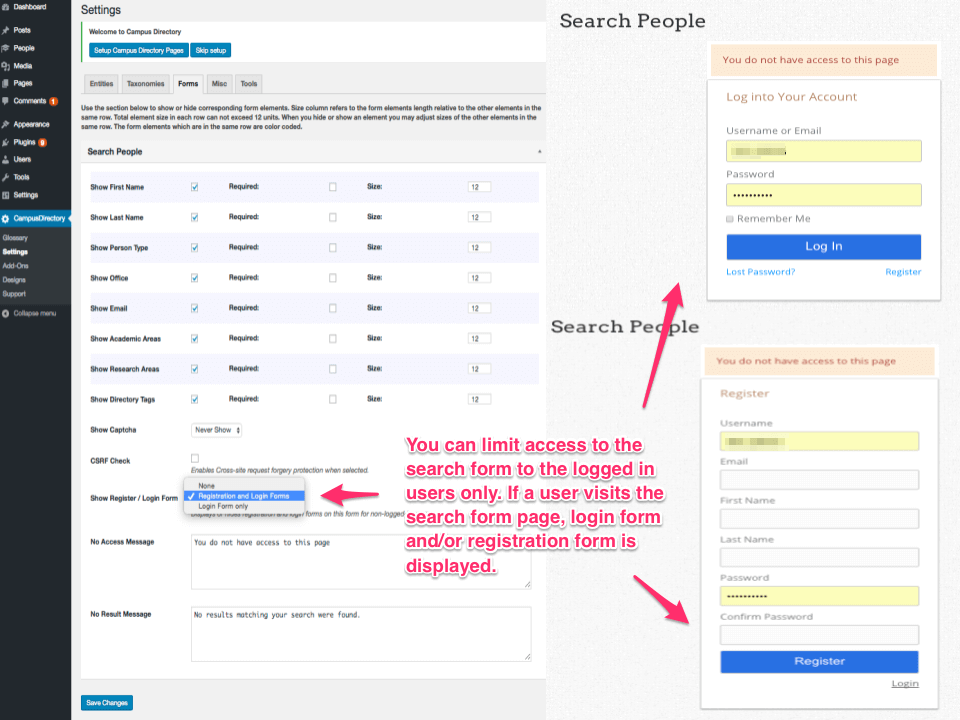 Dashboard
Posts
People
Media
Pages
Comments 1
Appearance
Plugins 9
Users
Tools
Settings
CampusDirectory
Glossary
Settings
Add-Ons
Designs
Support
Collapse menu
Settings
Welcome to Campus Directory
Setup Campus Directory Pages Skip setup
Entities Taxonomies Forms Misc Tools
Use the section below to show or hide corresponding form elements. Size column refers to the form elements length relative to the other elements in the
same row. Total element size in each row can not exceed 12 units. When you hide or show an element you may adjust sizes of the other elements in the
same row. The form elements which are in the same row are color coded.
Search People
Show First Name Required: Size: 12
Show Last Name Required: Size: 12
Show Person Type Required: Size: 12
Show Office Required: Size: 12
Show Email Required: Size: 12
Show Academic Areas Required: Size: 12
Show Research Areas Required: Size: 12
Show Directory Tags Required: Size: 12
Show Captcha Never Show
CSRF Check
Enables Cross-site request forgery protection when selected.
Show Register / Login Form
None
Registration and Login Forms
Login Form only
registration and login forms on this form for non-logged
No Access Message You do not have access to this page
No Result Message No results matching your search were found.
Save Changes
You can limit access to the
search form to the logged in
users only. If a user visits the
search form page, login form
and/or registration form is
displayed.
Search People
You do not have access to this page
Log into Your Account
Username or Email
Password
Remember Me
Log In
Lost Password? Register
Search People
You do not have access to this page
Register
Username
Email
First Name
Last Name
Password
Confirm Password
Register
Login